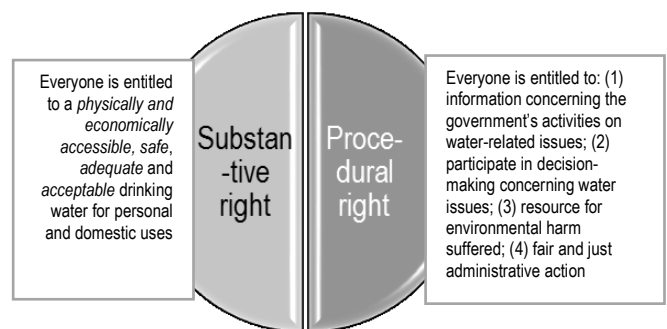 Everyone is entitled
to a physically and
economically
accessible, safe,
adequate and
acceptable drinking
water for personal
and domestic uses
Substan
-tive
right
Proce-
dural
right
Everyone is entitled to: (1)
information concerning the
government's activities on
water-related issues; (2)
participate in decision-
making concerning water
issues; (3) resource for
environmental harm
suffered; (4) fair and just
administrative action